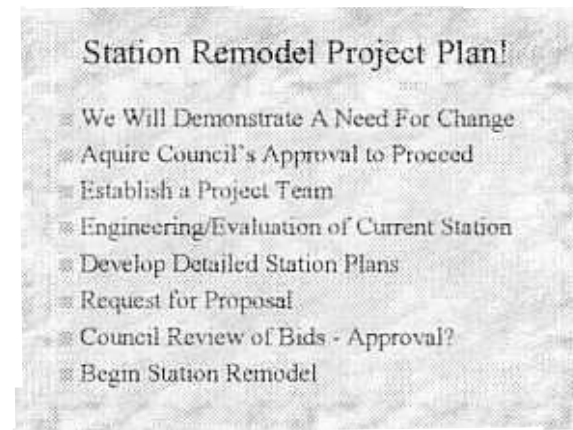 Station Remodel Project Plan!
We Will Demonstrate A Need For Change
Aquire Council's Approval to Proceed
Establish a Project Team
Engineering/Evaluation of Current Station
Develop Detailed Station Plans
Request for Proposal
Council Review of Bids - Approval?
Begin Station Remodel